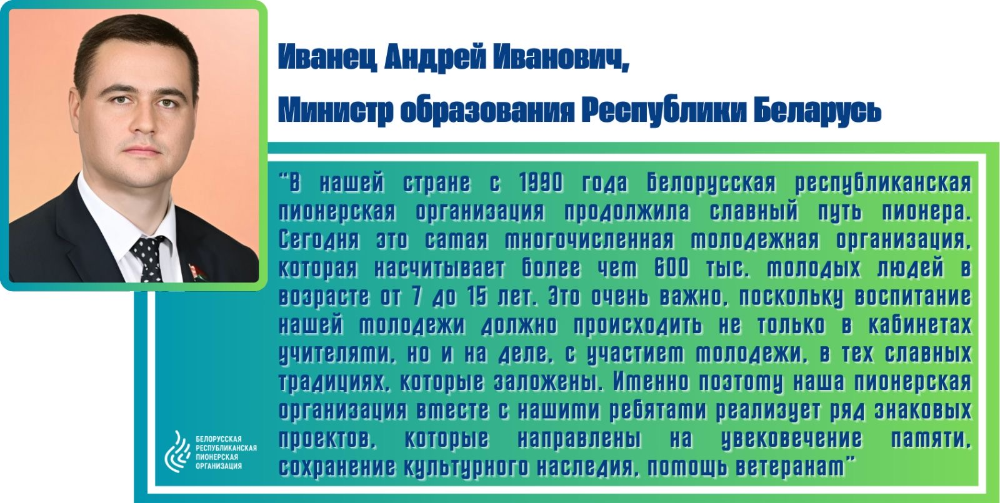 Иванец Андрей Иванович,
Министр образования Республики Беларусь
“В нашей стране с 1990 года Белорусская республиканская
пионерская организация продолжила славный путь пионера.
Сегодня это самая многочисленная молодежная организация,
которая насчитывает более чем 600 тыс. молодых людей в
возрасте от 7 до 15 лет. Это очень важно, поскольку воспитание
нашей молодежи должно происходить не только в кабинетах
учителями, но и на деле, с участием молодежи, в тех славных
традициях, которые заложены. Именно поэтому наша пионерская
организация вместе с нашими ребятами реализует ряд знаковых
проектов, которые направлены на увековечение памяти,
сохранение культурного наследия, помощь ветеранам”
БЕЛОРУССКАЯ
РЕСПУБЛИКАНСКАЯ
ПИОНЕРСКАЯ
ОРГАНИЗАЦИЯ